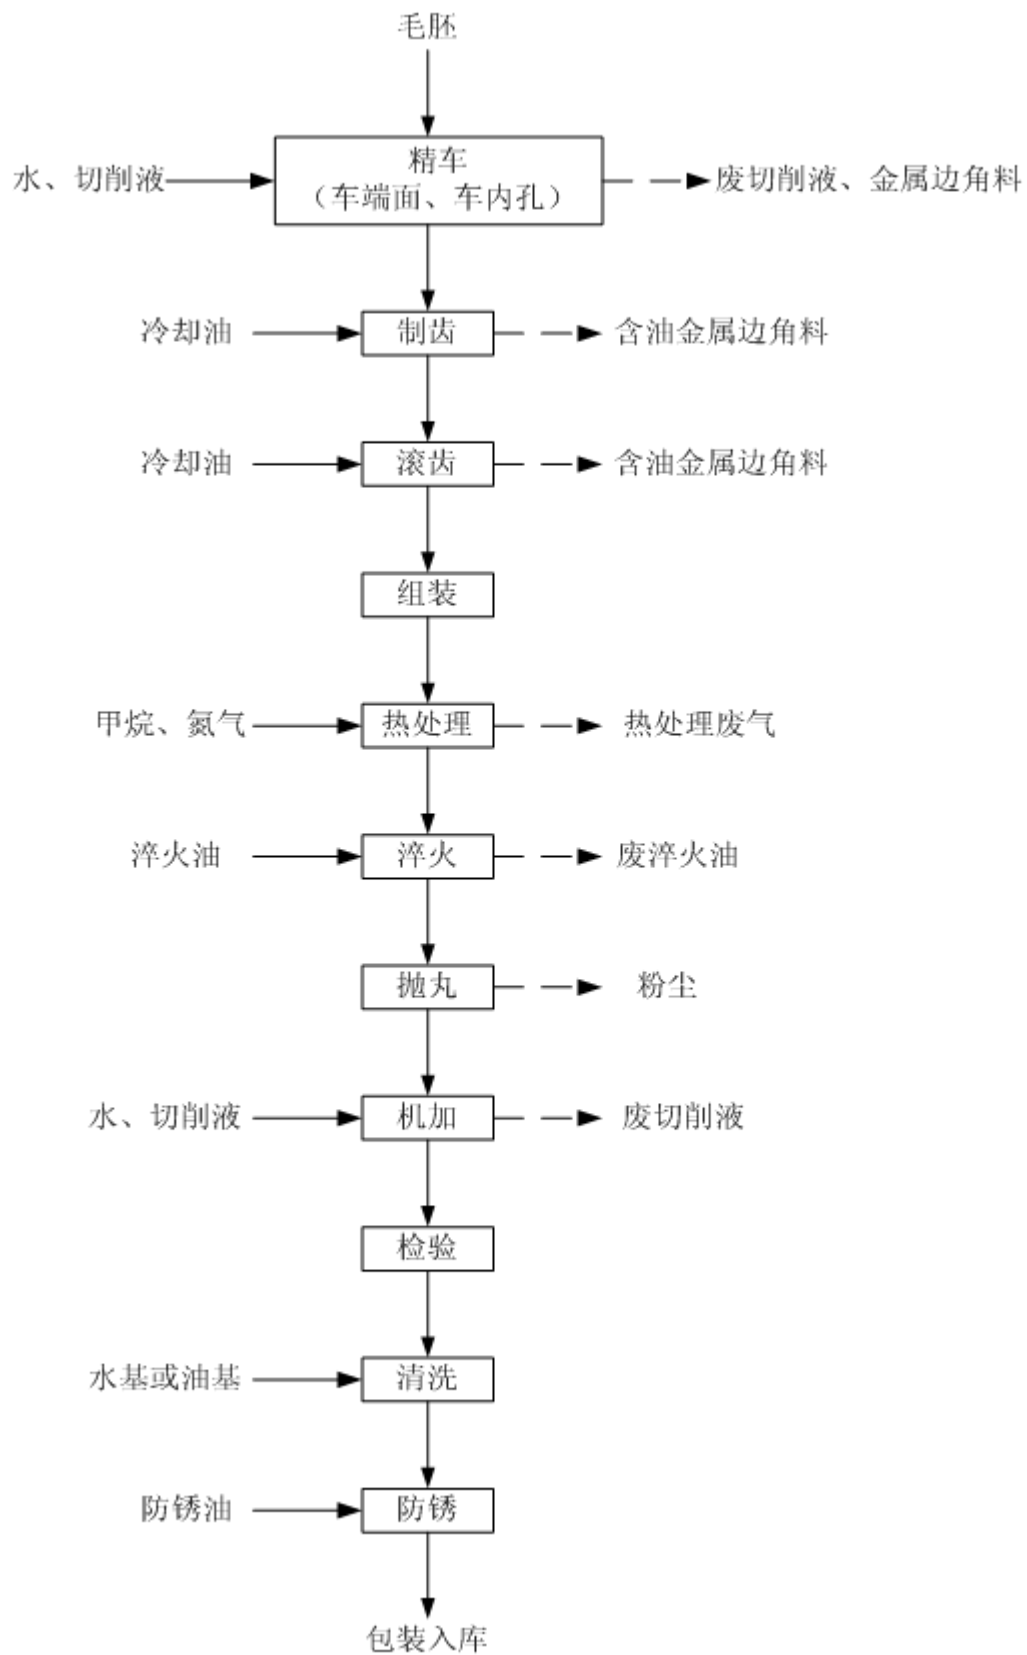 毛胚
水、切削液
精车
（车端面、车内孔）
废切削液、金属边角料
冷却油
制齿
含油金属边角料
冷却油
滚齿
含油金属边角料
组装
甲烷、氮气
热处理
热处理废气
淬火油
淬火
废淬火油
抛丸
粉尘
水、切削液
机加
废切削液
检验
水基或油基
清洗
防锈油
防锈
包装入库